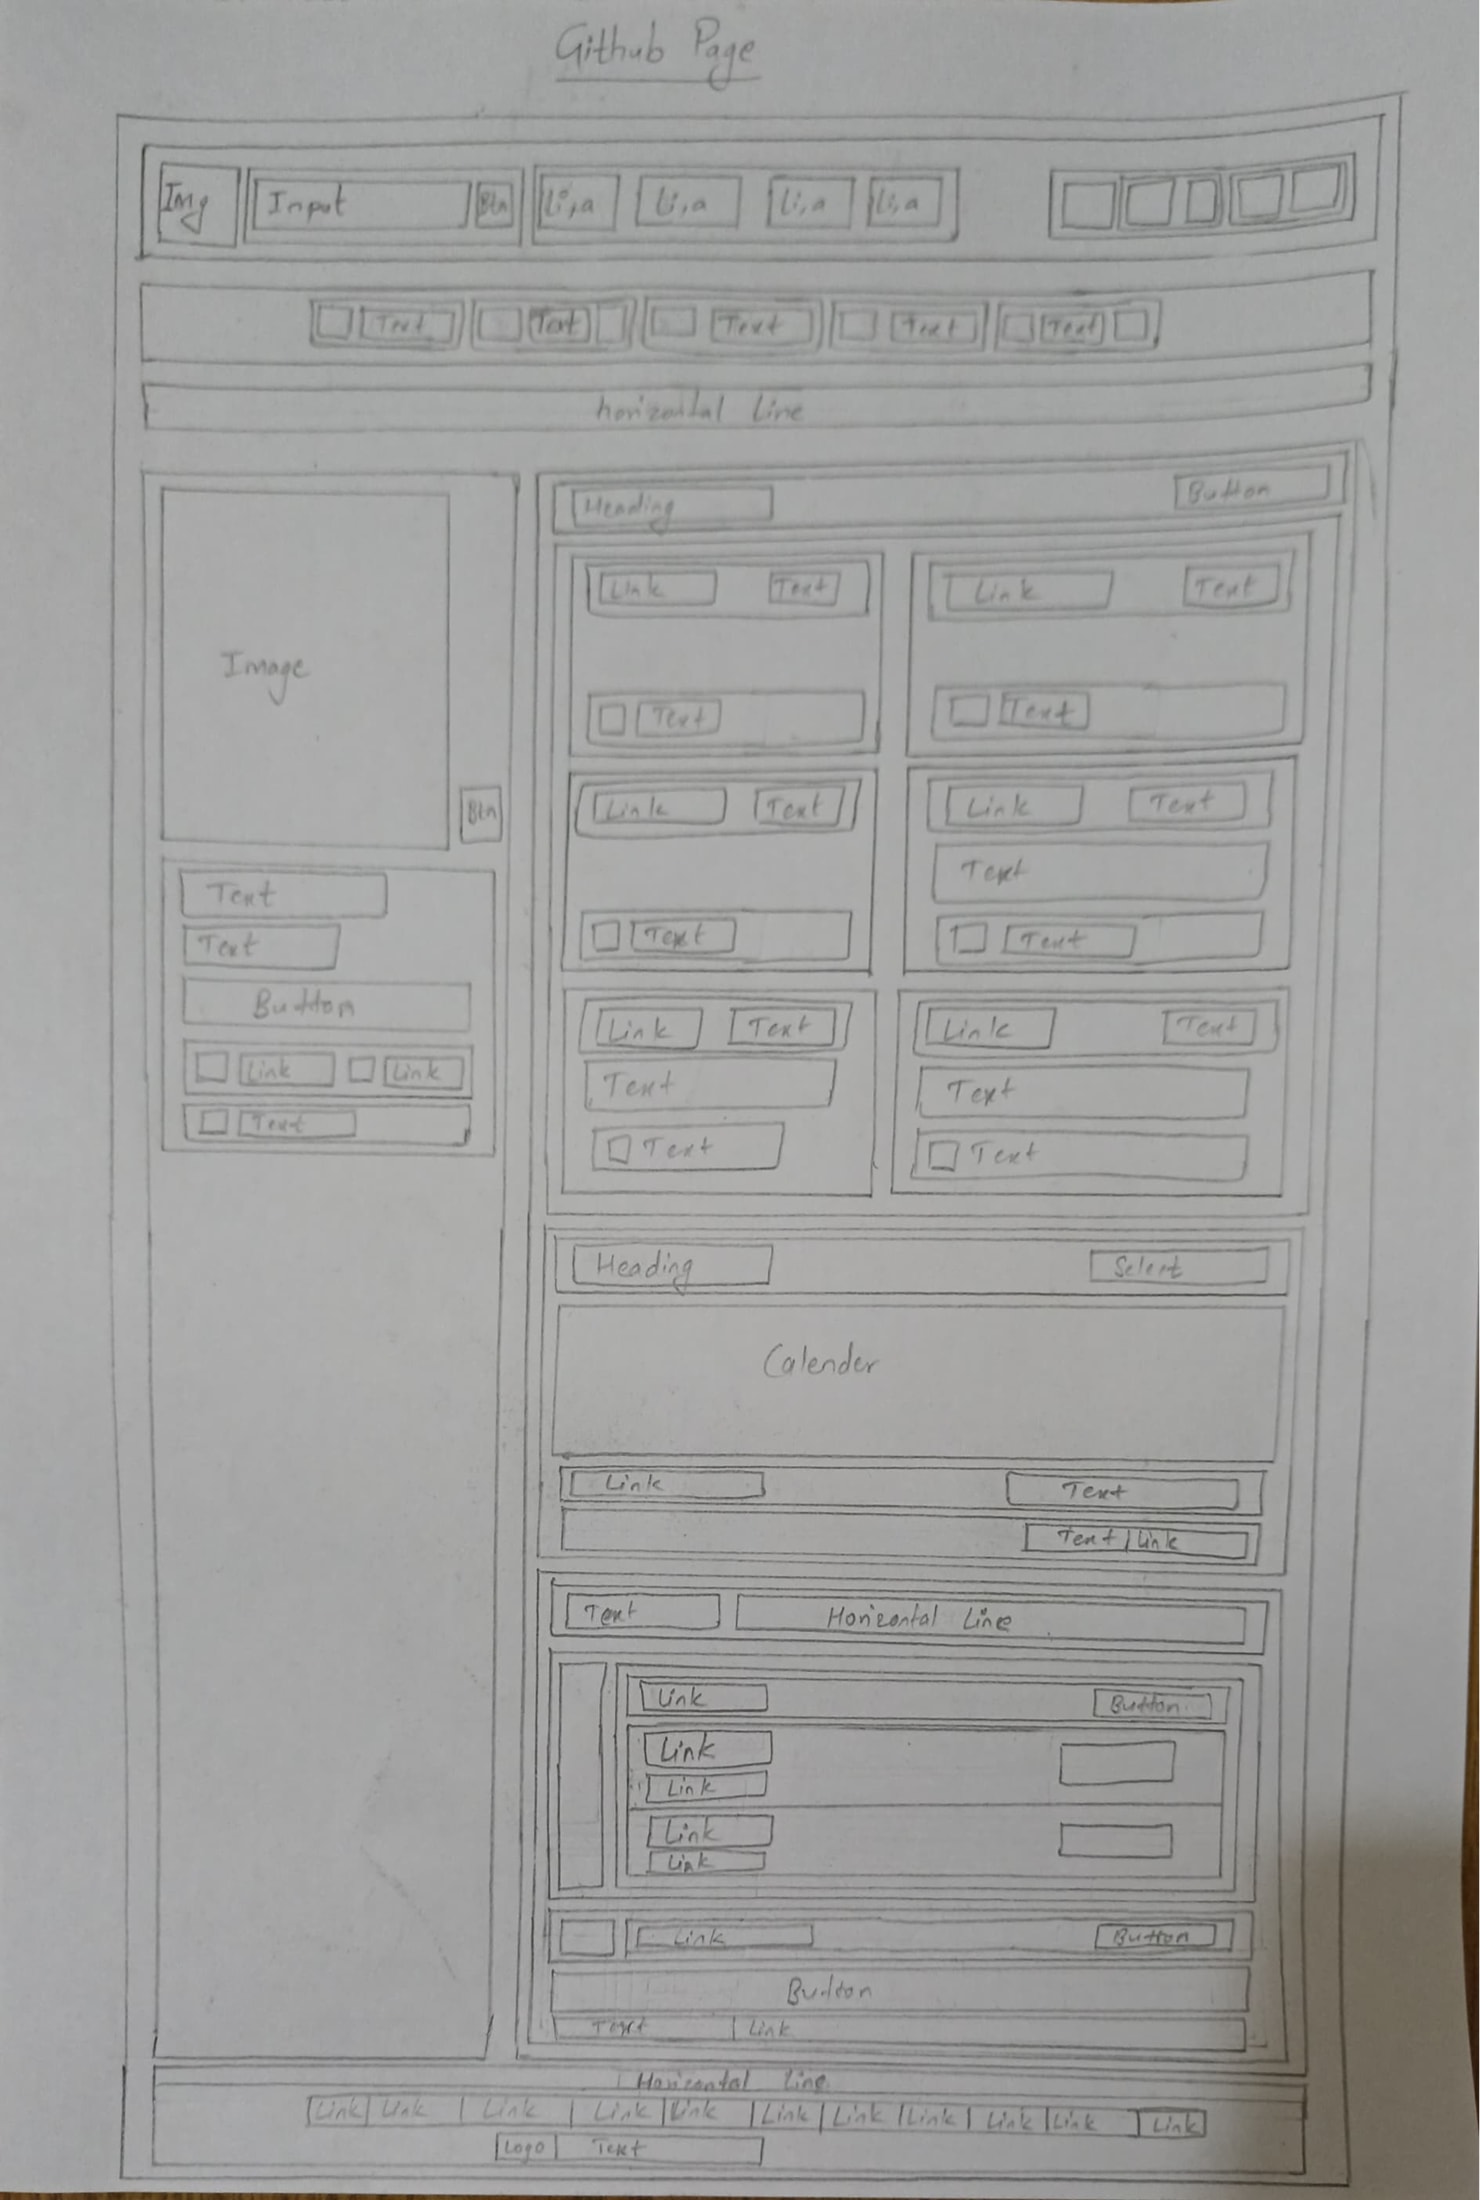 Github Page
Img Input Btn Li,a Li,a Li,a Li,a
Text Text Text Text Text
horizontal line
Heading Button
Link Text Link Text
Image
Text Text
Btn
Link Text Link Text
Text
Text
Text
Text Text
Button
Link Text Link Text
Link Link
Text Text
Text
Text Text
Heading Select
Calender
Link Text
Text | Link
Text Horizontal Line
Link Button
Link
Link
Link
Link
Link Button
Button
Text | Link
Horizontal Line
Link | Link | Link | Link | Link | Link | Link | Link | Link | Link | Link
Logo | Text